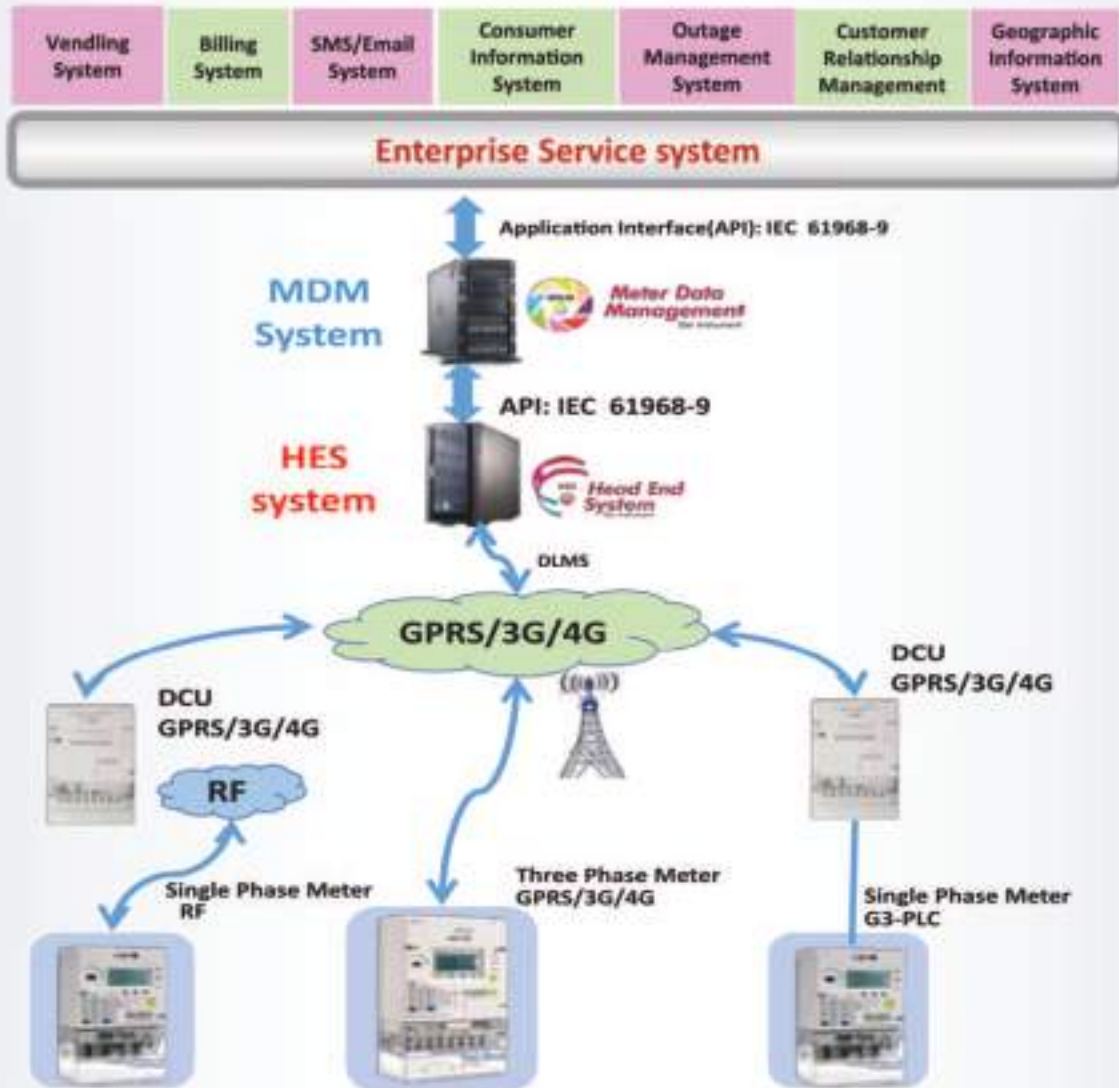 Vendling
System
Billing
System
SMS/Email
System
Consumer
Information
System
Outage
Management
System
Customer
Relationship
Management
Geographic
Information
System
Enterprise Service system
Application Interface(API): IEC 61968-9
MDM
System
Meter Data
Management
API: IEC 61968-9
HES
system
Head End
System
DLMS
GPRS/3G/4G
DCU
GPRS/3G/4G
DCU
GPRS/3G/4G
RF
Single Phase Meter
RF
Three Phase Meter
GPRS/3G/4G
Single Phase Meter
G3-PLC